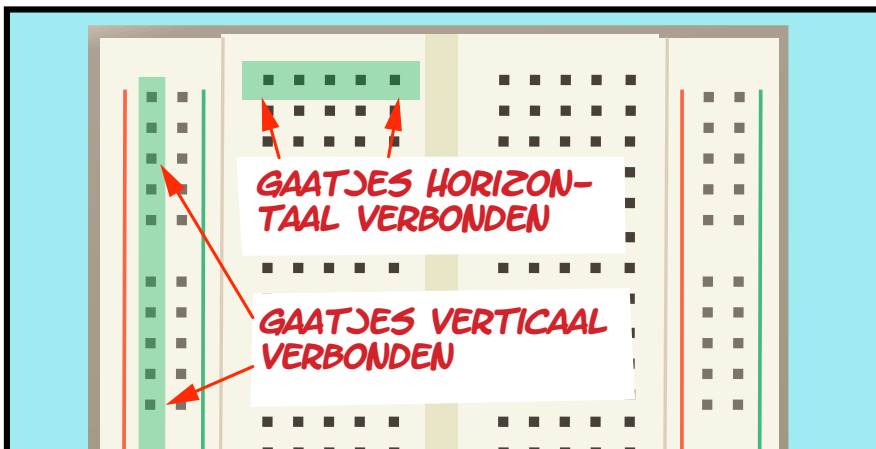 GAATJES HORIZON-
TAAL VERBONDEN
GAATJES VERTICAAL
VERBONDEN